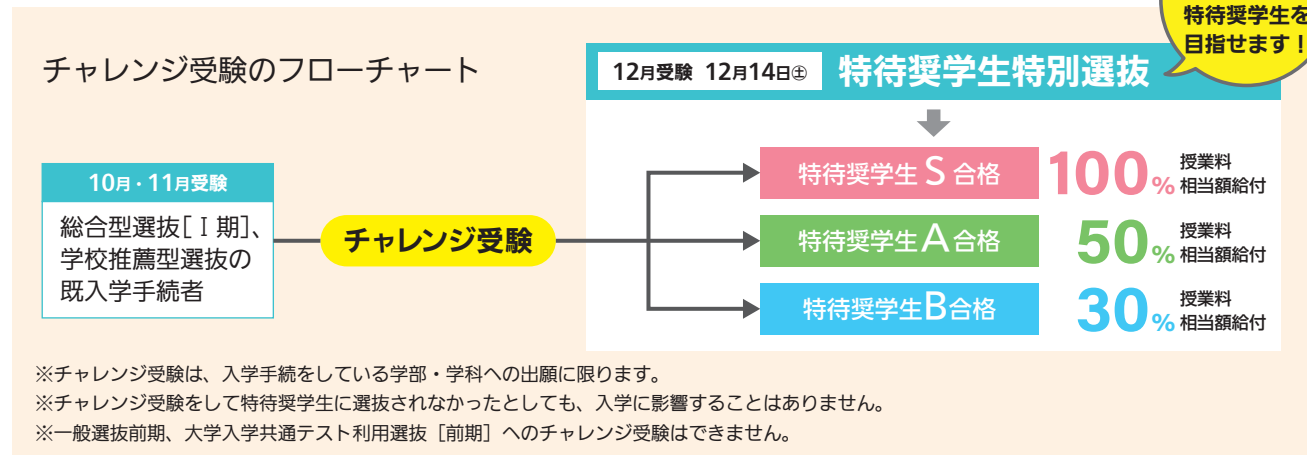 特待奨学生を
目指せます！
チャレンジ受験のフローチャート
12月受験 12月14日㊏
特待奨学生特別選抜
10月・11月受験
総合型選抜［Ⅰ期］、
学校推薦型選抜の
既入学手続者
チャレンジ受験
特待奨学生S合格
100% 授業料
相当額給付
特待奨学生A合格
50% 授業料
相当額給付
特待奨学生B合格
30% 授業料
相当額給付
※チャレンジ受験は、入学手続をしている学部・学科への出願に限ります。
※チャレンジ受験をして特待奨学生に選抜されなかったとしても、入学に影響することはありません。
※一般選抜前期、大学入学共通テスト利用選抜［前期］へのチャレンジ受験はできません。